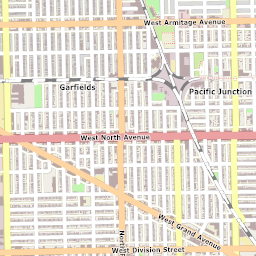 West Armitage Avenue
Garfields
Pacific Junction
West North Avenue
West Grand Avenue
West Division Street